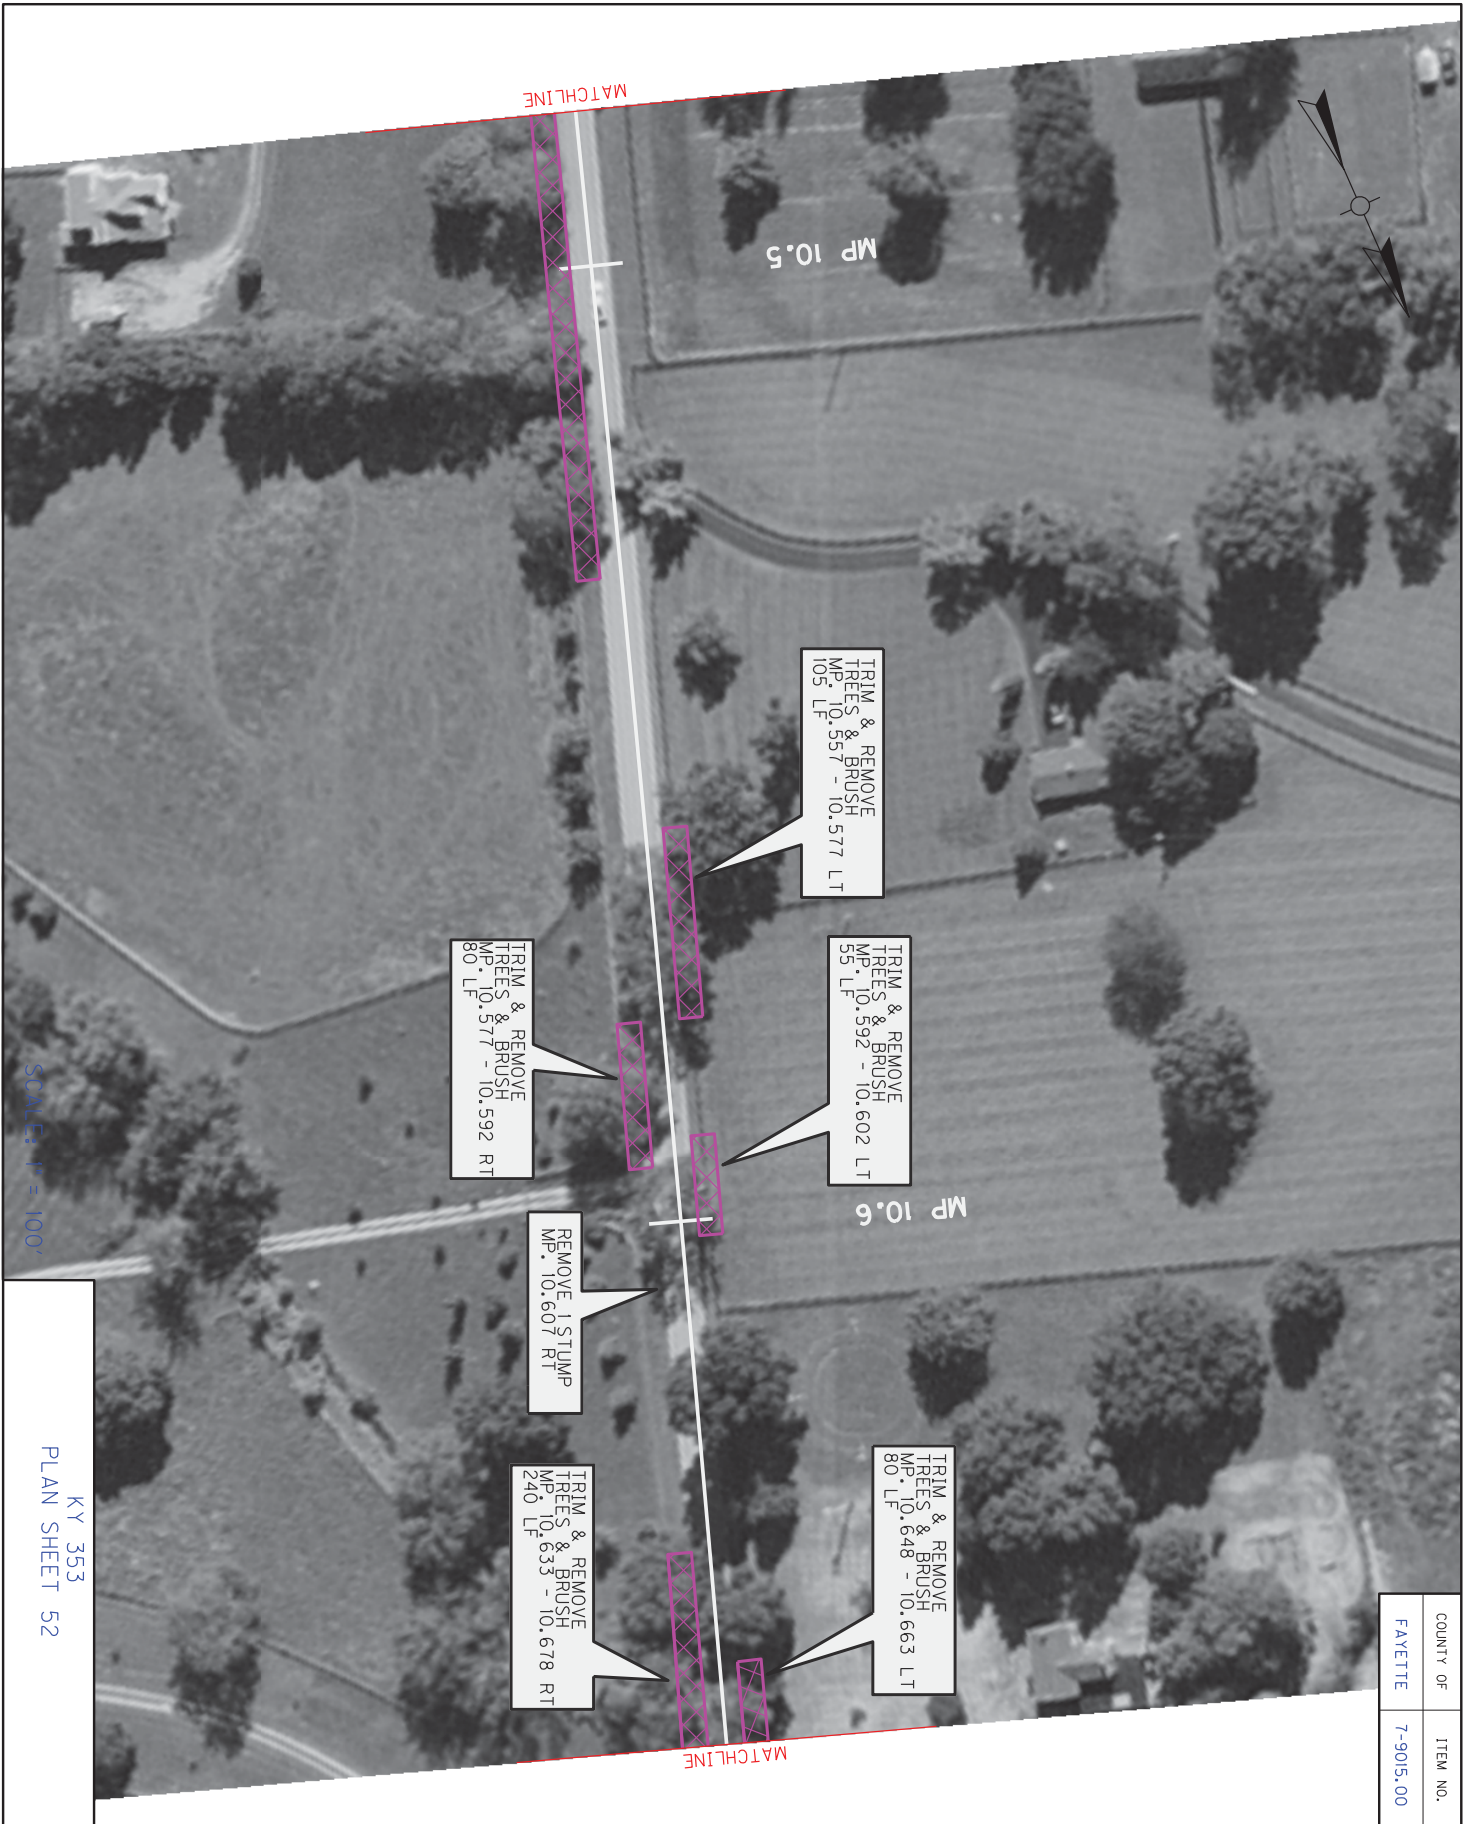 COUNTY OF
ITEM NO.
FAYETTE
7-9015.00
MATCHLINE
MP 10.5
TRIM & REMOVE
TREES & BRUSH
MP. 10.557 - 10.577 LT
105 LF
TRIM & REMOVE
TREES & BRUSH
MP. 10.592 - 10.602 LT
55 LF
TRIM & REMOVE
TREES & BRUSH
MP. 10.577 - 10.592 RT
80 LF
MP 10.6
REMOVE 1 STUMP
MP. 10.607 RT
TRIM & REMOVE
TREES & BRUSH
MP. 10.648 - 10.663 LT
80 LF
TRIM & REMOVE
TREES & BRUSH
MP. 10.633 - 10.678 RT
240 LF
MATCHLINE
SCALE: 1" = 100'
KY 353
PLAN SHEET 52